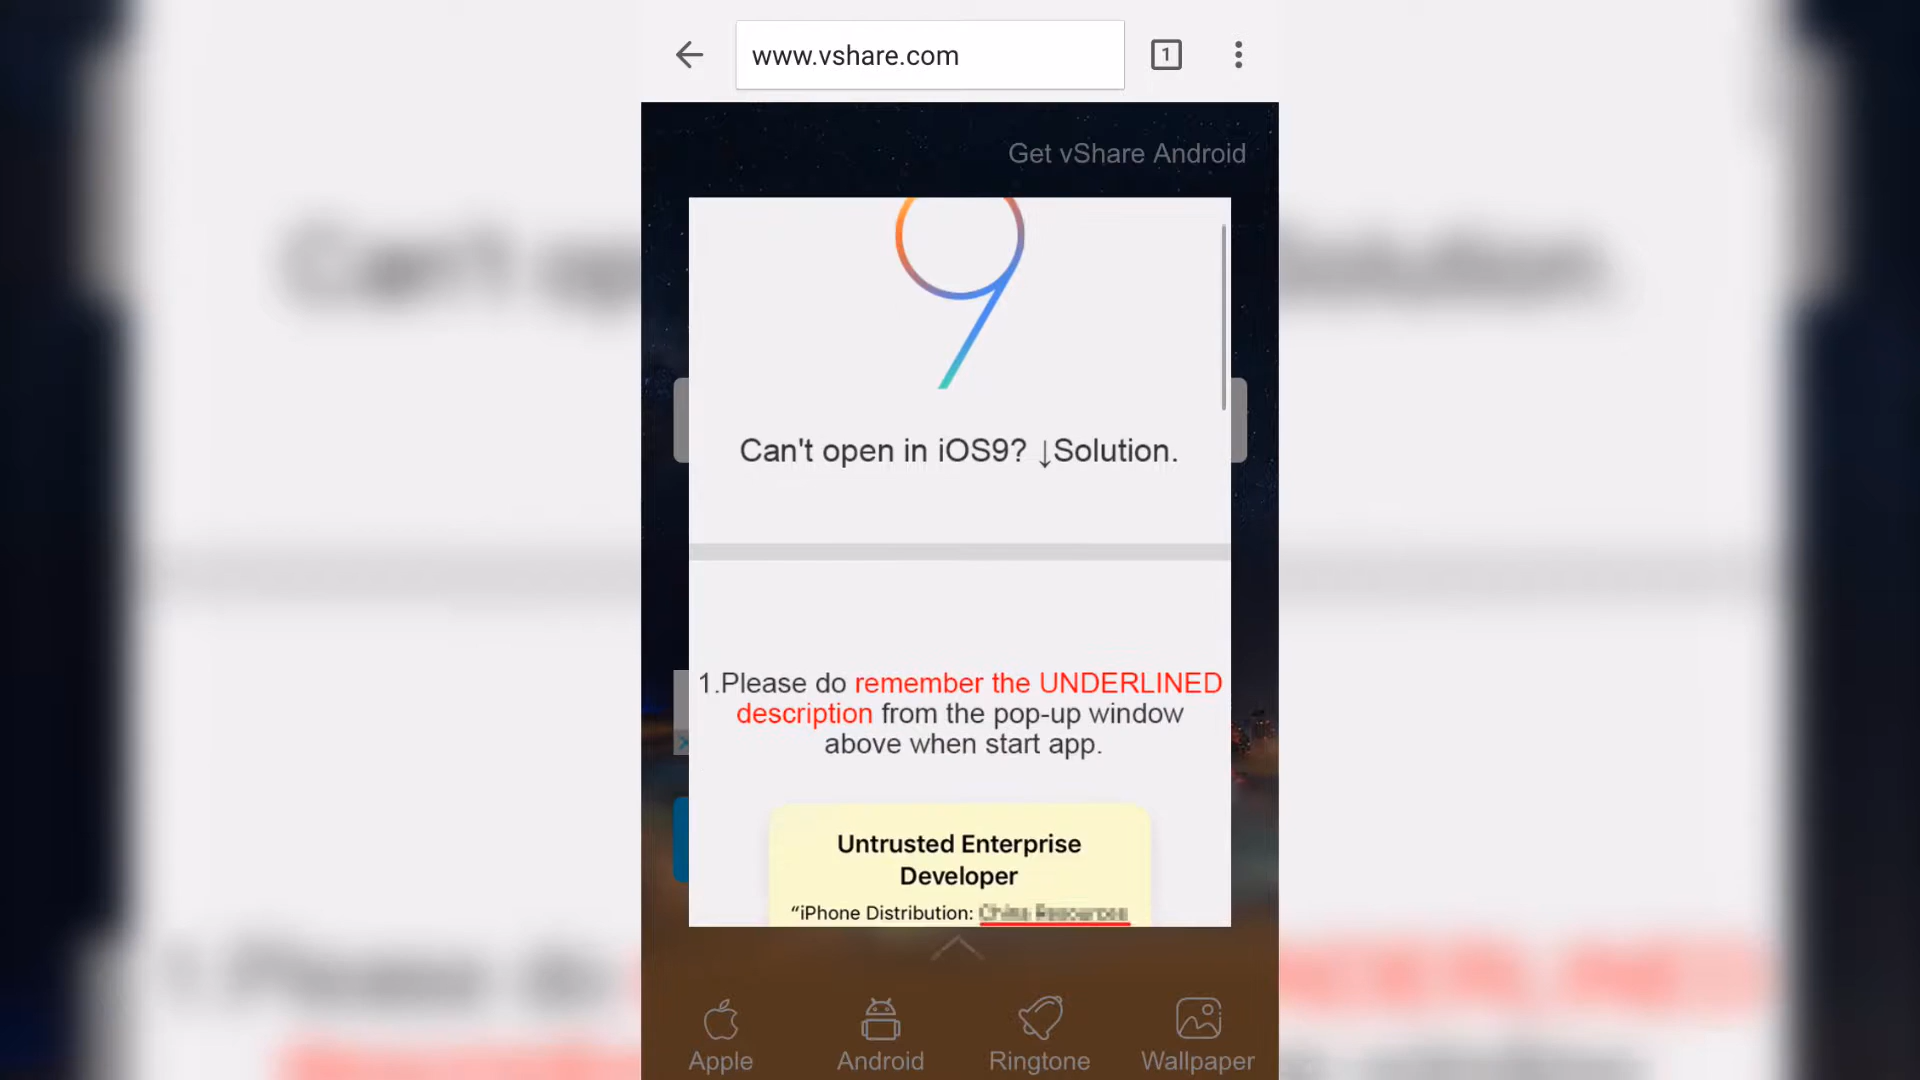 www.vshare.com
1
Get vShare Android
9
Can't open in iOS9? ↓Solution.
1.Please do remember the UNDERLINED
description from the pop-up window
above when start app.
Untrusted Enterprise
Developer
“iPhone Distribution:
Apple
Android
Ringtone
Wallpaper